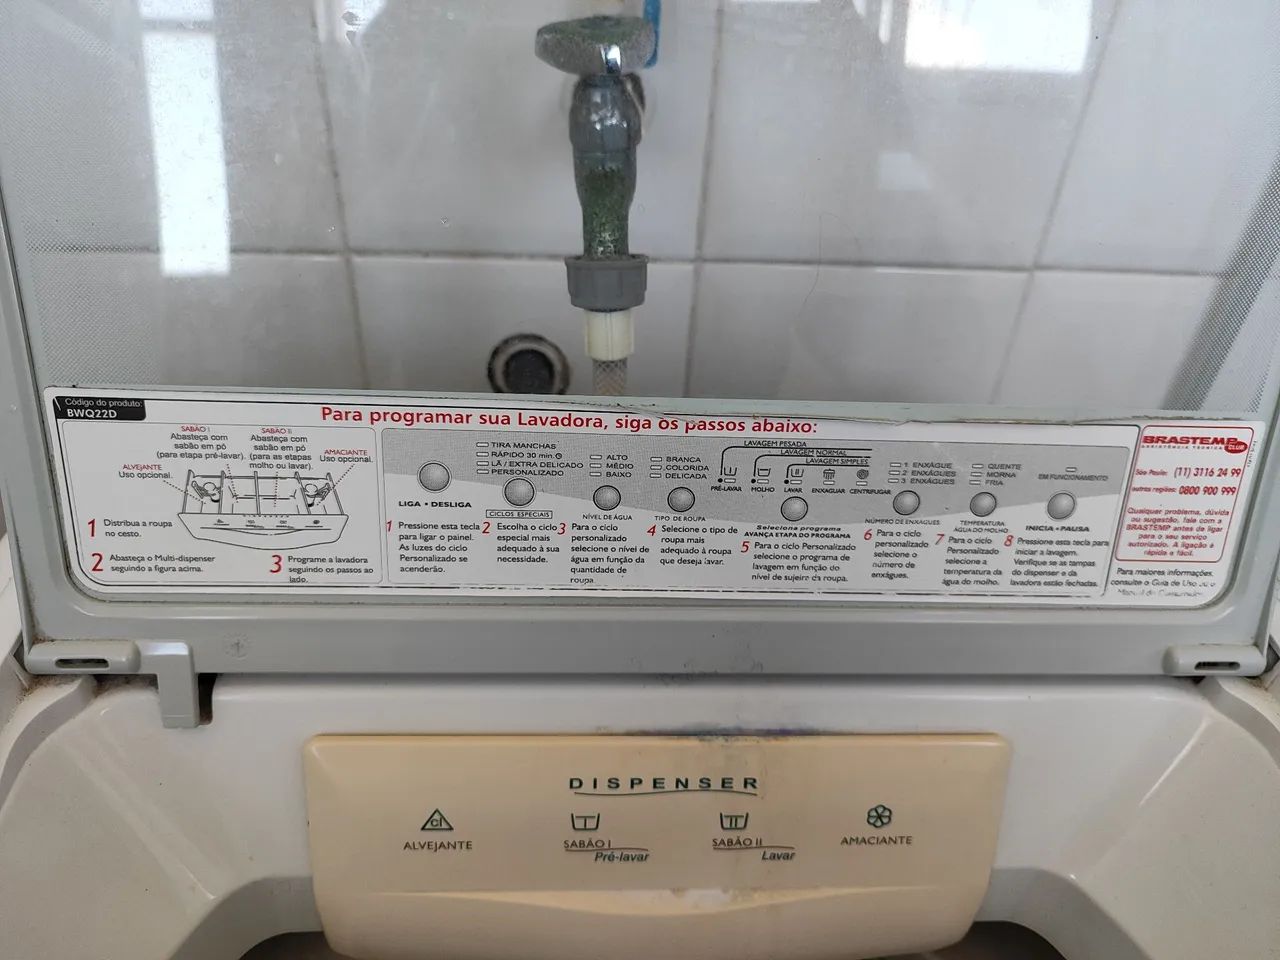 Código do produto:
BWQ22D
Para programar sua Lavadora, siga os passos abaixo:
SABÃO I
Abasteça com
sabão em pó
(para etapa pré-lavar).
SABÃO II
Abasteça com
sabão em pó
(para as etapas
molho ou lavar).
ALVEJANTE
Uso opcional.
AMACIANTE
Uso opcional.
1 Distribua a roupa
no cesto.
2 Abasteça o Multi-dispenser
seguindo a figura acima.
3 Programe a lavadora
seguindo os passos ao
lado.
LIGA • DESLIGA
TIRA MANCHAS
RÁPIDO 30 min.
LÃ / EXTRA DELICADO
PERSONALIZADO
CICLOS ESPECIAIS
ALTO
MÉDIO
BAIXO
NÍVEL DE ÁGUA
BRANCA
COLORIDA
DELICADA
TIPO DE ROUPA
LAVAGEM PESADA
LAVAGEM NORMAL
LAVAGEM SIMPLES
PRÉ-LAVAR
MOLHO
LAVAR
ENXAGUAR
CENTRIFUGAR
Seleciona programa
AVANÇA ETAPA DO PROGRAMA
1 ENXÁGUE
2 ENXÁGUES
3 ENXÁGUES
NÚMERO DE ENXÁGUES
QUENTE
MORNA
FRIA
TEMPERATURA
ÁGUA DO MOLHO
EM FUNCIONAMENTO
INICIA • PAUSA
1 Pressione esta tecla
para ligar o painel.
As luzes do ciclo
Personalizado se
acenderão.
2 Escolha o ciclo
especial mais
adequado à sua
necessidade.
3 Para o ciclo
personalizado
selecione o nível de
água em função da
quantidade de
roupa
4 Selecione o tipo de
roupa mais
adequado à roupa
que deseja lavar.
5 Para o ciclo Personalizado
selecione o programa de
lavagem em função do
nível de sujeira da roupa.
6 Para o ciclo
personalizado
selecione o
número de
enxágues.
7 Para o ciclo
Personalizado
selecione a
temperatura da
água do molho.
8 Pressione esta tecla para
iniciar a lavagem.
Verifique se as tampas
do dispenser e da
lavadora estão fechadas.
BRASTEMP
ASSISTÊNCIA TÉCNICA
CLUB
São Paulo: (11) 3116 24 99
outras regiões: 0800 900 999
Qualquer problema, dúvida
ou sugestão, fale com a
BRASTEMP antes de ligar
para o seu serviço
autorizado. A ligação é
rápida e fácil.
Para maiores informações,
consulte o Guia de Uso ou o
Manual do Consumidor
DISPENSER
cl
ALVEJANTE
SABÃO I
Pré-lavar
SABÃO II
Lavar
AMACIANTE